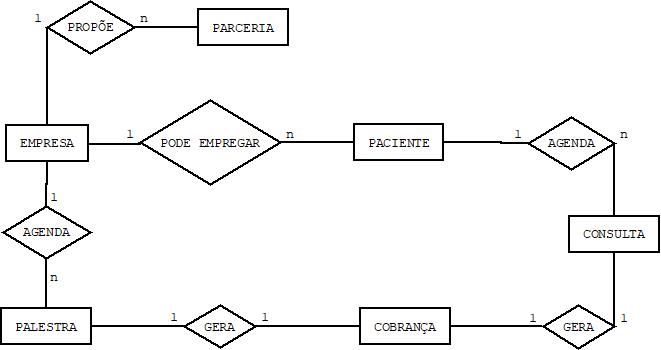 1 PROPÕE n PARCERIA
EMPRESA 1 PODE EMPREGAR n PACIENTE 1 AGENDA n
1
AGENDA CONSULTA
n
PALESTRA 1 GERA 1 COBRANÇA 1 GERA 1